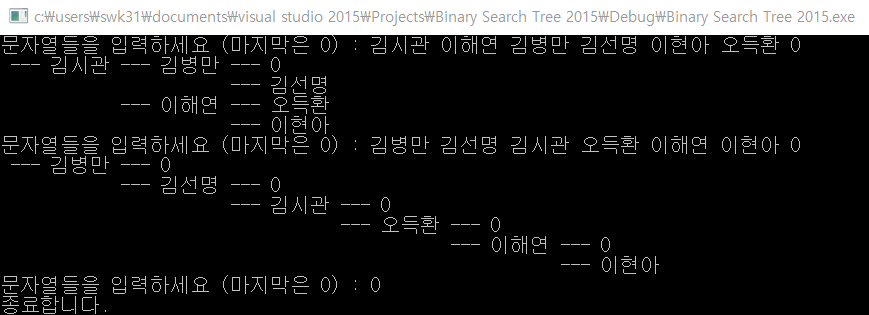 c:₩users₩swk31₩documents₩visual studio 2015₩Projects₩Binary Search Tree 2015₩Debug₩Binary Search Tree 2015.exe
문자열들을 입력하세요 (마지막은 0) : 김시관 이해연 김병만 김선명 이현아 오득환 0
--- 김시관 --- 김병만 --- 0
--- 김선명
--- 이해연 --- 오득환
--- 이현아
문자열들을 입력하세요 (마지막은 0) : 김병만 김선명 김시관 오득환 이해연 이현아 0
--- 김병만 --- 0
--- 김선명 --- 0
--- 김시관 --- 0
--- 오득환 --- 0
--- 이해연 --- 0
--- 이현아
문자열들을 입력하세요 (마지막은 0) : 0
종료합니다.